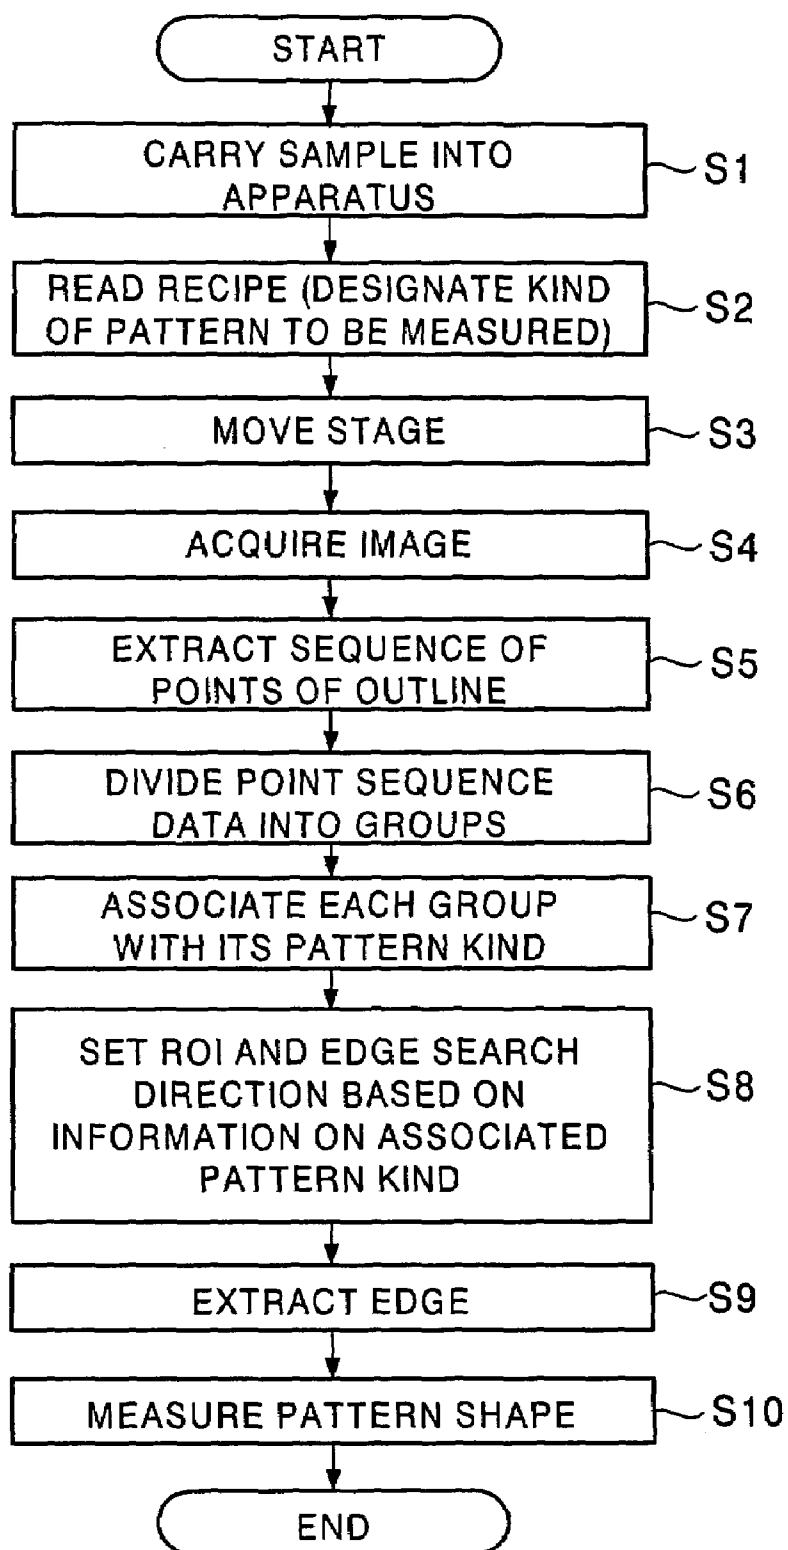 START
CARRY SAMPLE INTO
APPARATUS
S1
READ RECIPE (DESIGNATE KIND
OF PATTERN TO BE MEASURED)
S2
MOVE STAGE
S3
ACQUIRE IMAGE
S4
EXTRACT SEQUENCE OF
POINTS OF OUTLINE
S5
DIVIDE POINT SEQUENCE
DATA INTO GROUPS
S6
ASSOCIATE EACH GROUP
WITH ITS PATTERN KIND
S7
SET ROI AND EDGE SEARCH
DIRECTION BASED ON
INFORMATION ON ASSOCIATED
PATTERN KIND
S8
EXTRACT EDGE
S9
MEASURE PATTERN SHAPE
S10
END